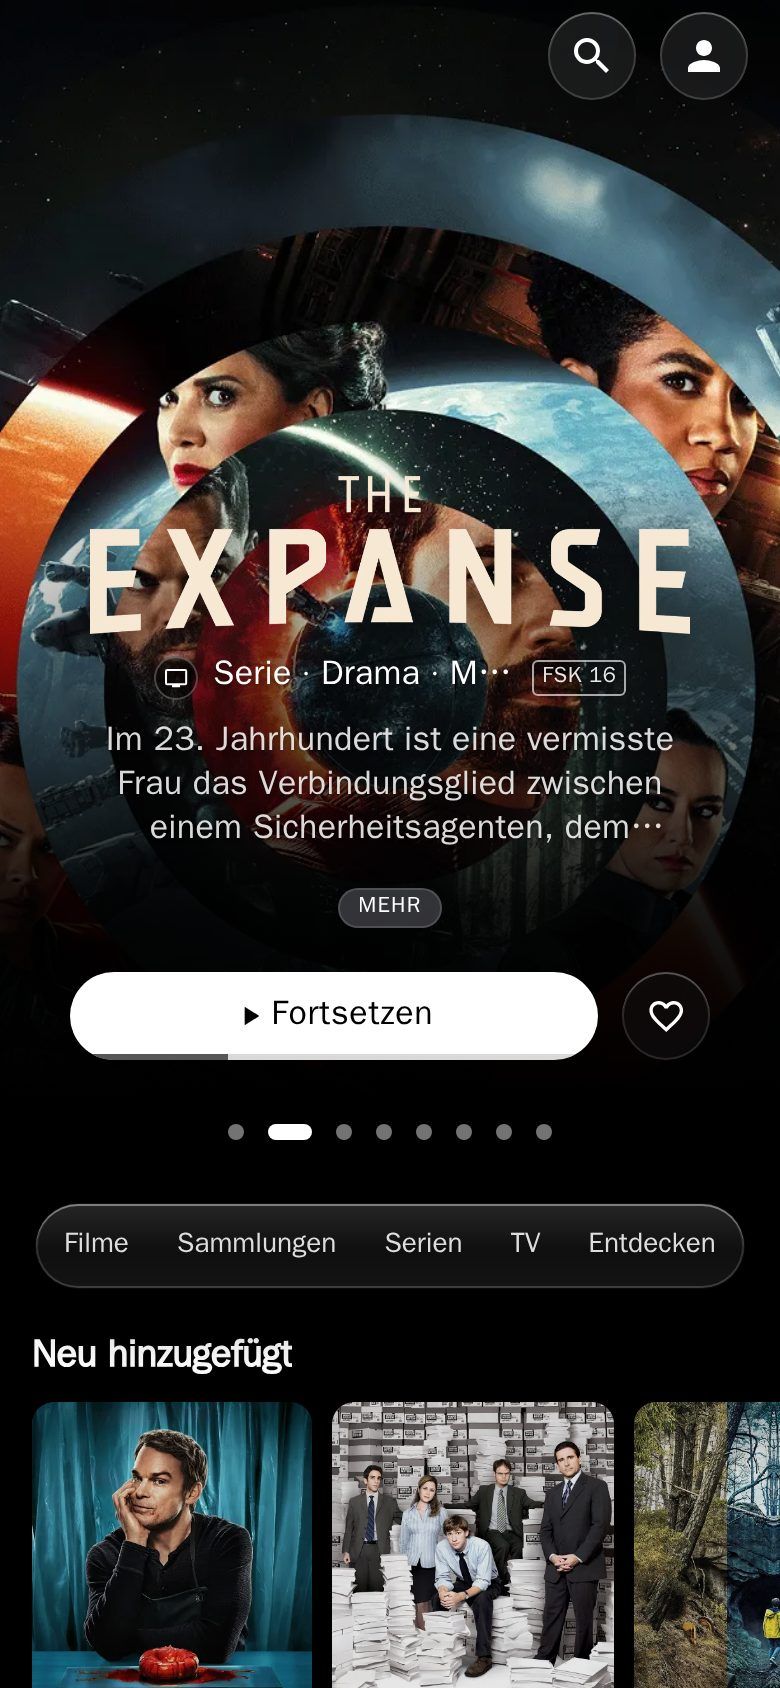 THE
EXPANSE
Serie · Drama · M··· FSK 16
Im 23. Jahrhundert ist eine vermisste
Frau das Verbindungsglied zwischen
einem Sicherheitsagenten, dem···
MEHR
Fortsetzen
Filme Sammlungen Serien TV Entdecken
Neu hinzugefügt